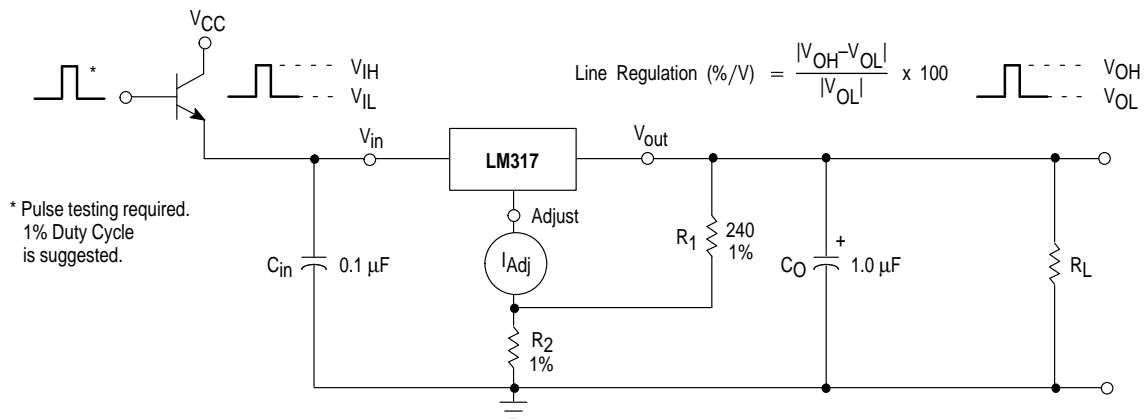 VCC
*
VIH
VIL
Line Regulation (%/V) = |VOH–VOL| / |VOL| x 100
VOH
VOL
Vin
LM317
Vout
* Pulse testing required.
1% Duty Cycle
is suggested.
Adjust
Cin
0.1 µF
IAdj
R1
240
1%
+
CO
1.0 µF
RL
R2
1%